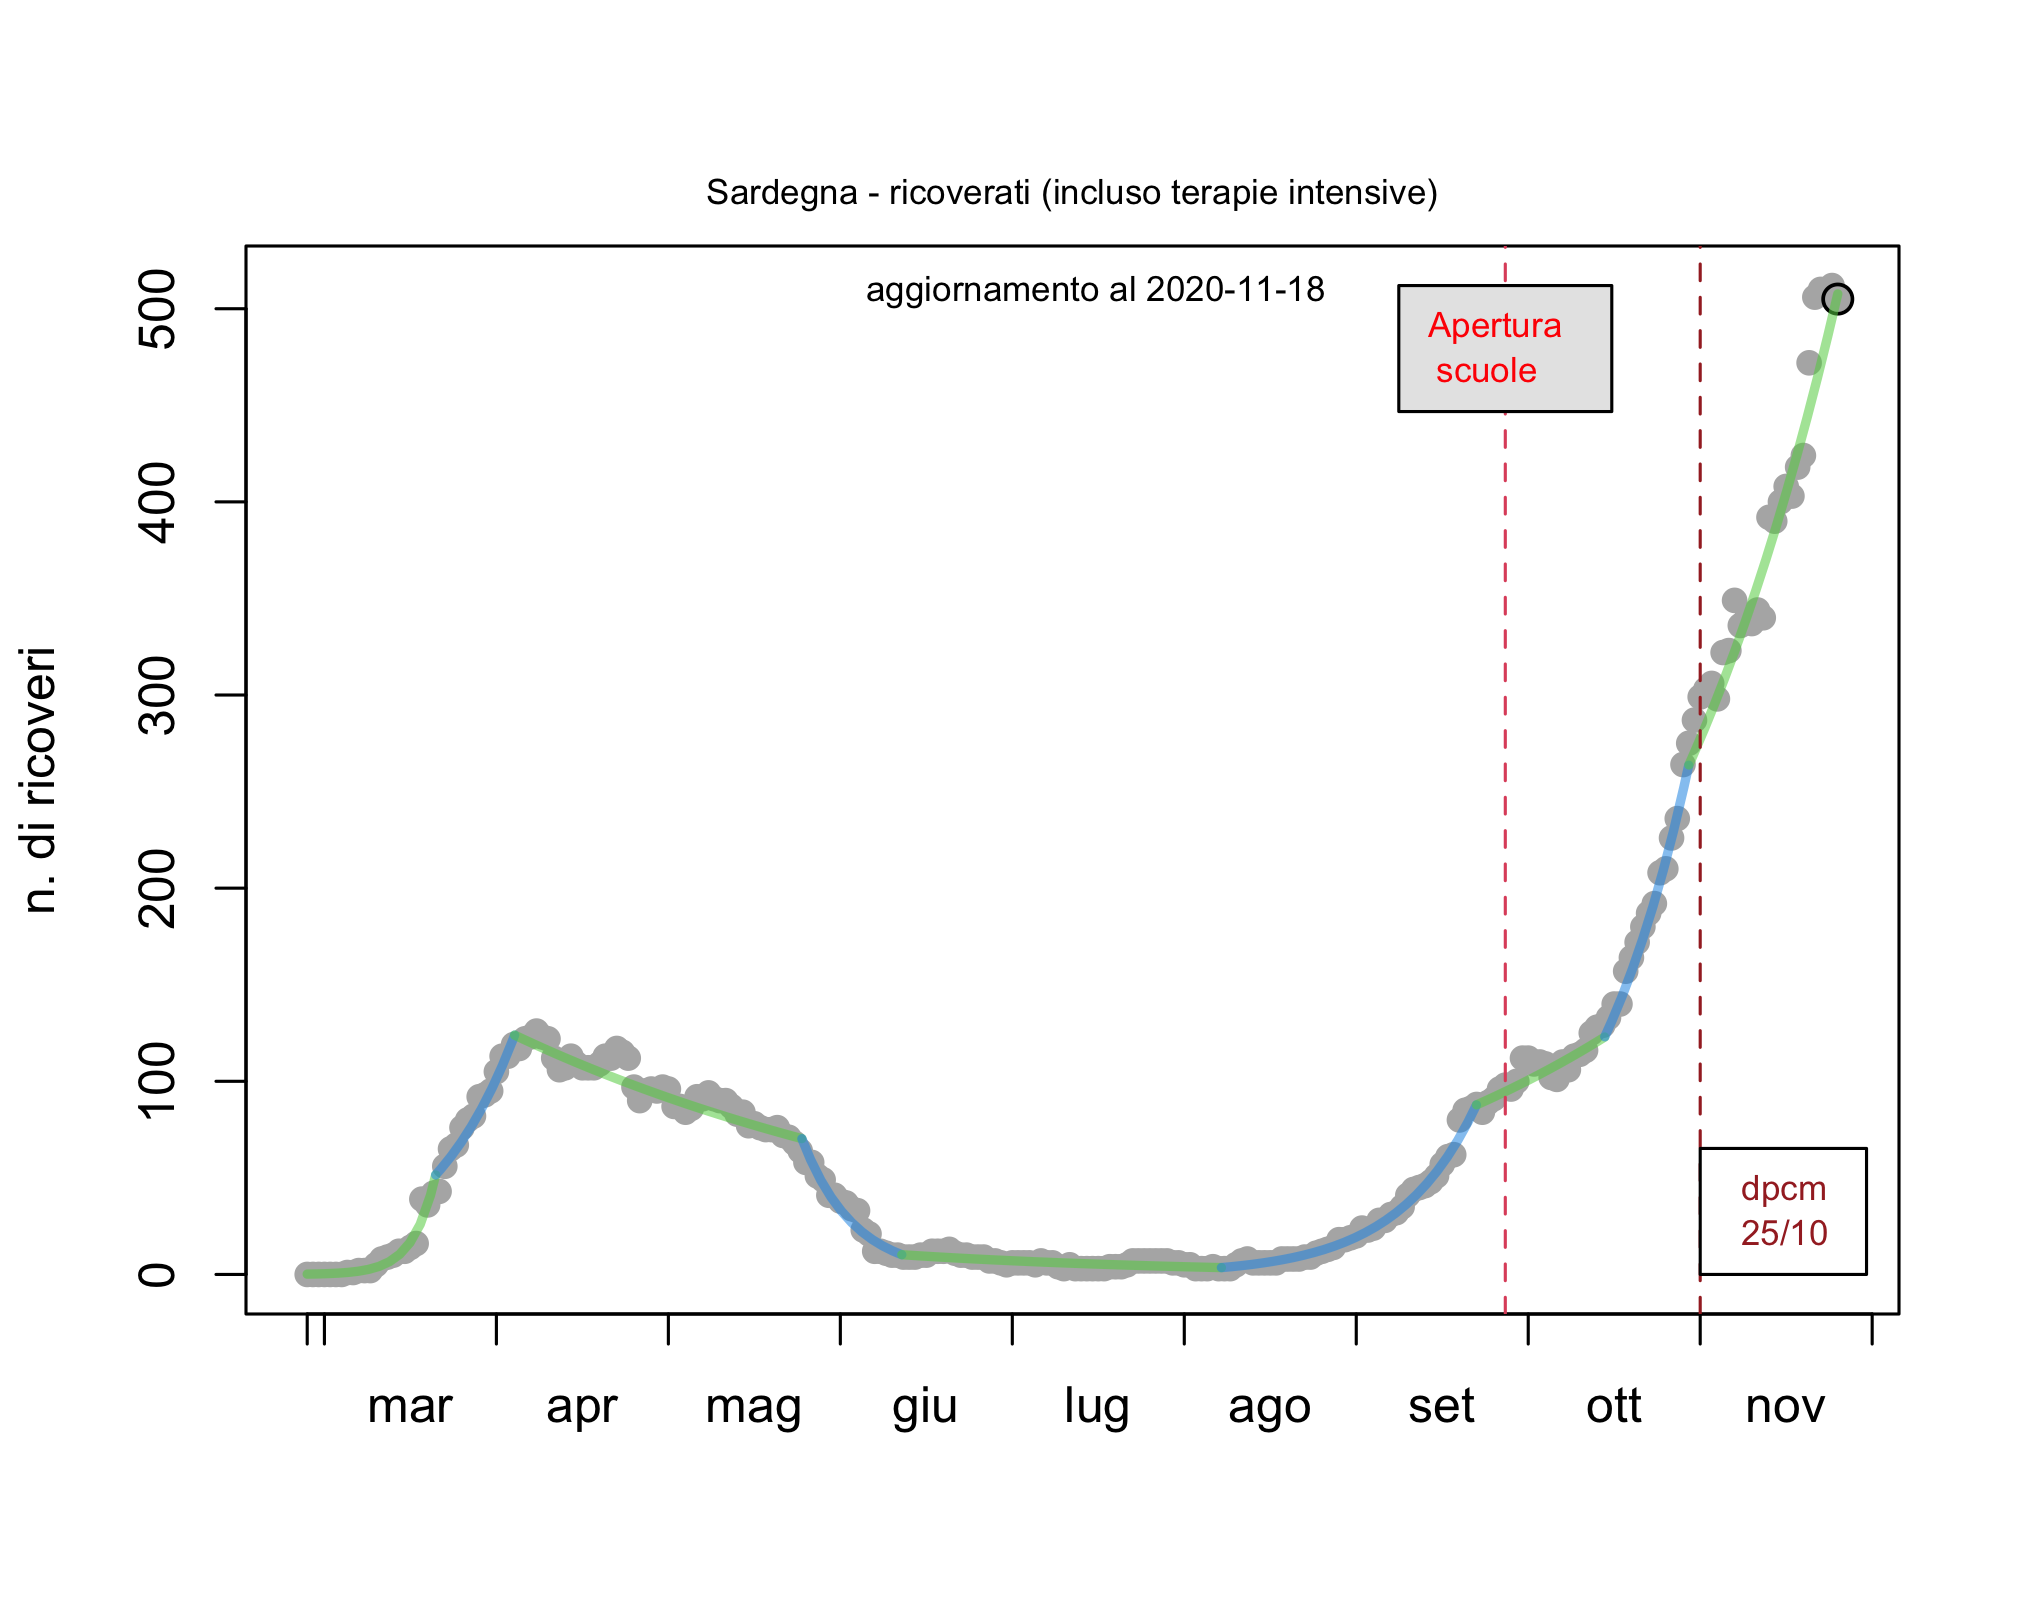 Sardegna - ricoverati (incluso terapie intensive)
aggiornamento al 2020-11-18
Apertura
scuole
n. di ricoveri
500
400
300
200
100
0
dpcm
25/10
mar apr mag giu lug ago set ott nov